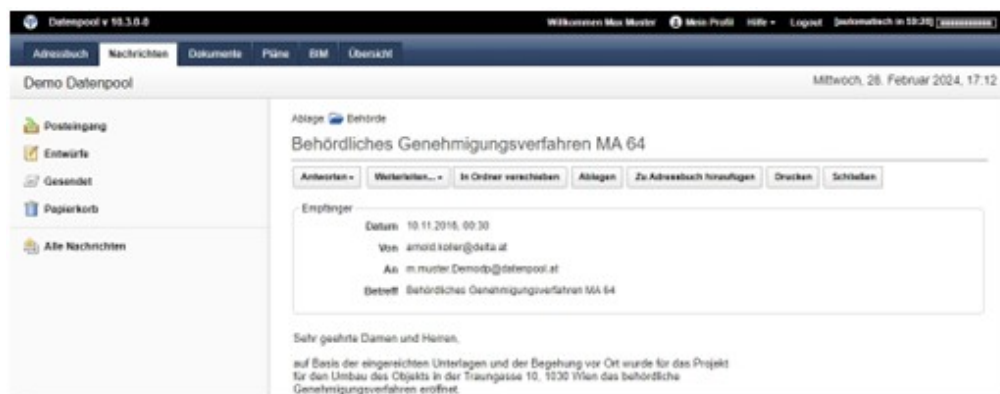 Datenpool v 10.3.0-0
Willkommen Max Muster Mein Profil Hilfe Logout [automatisch in 59:26]
Adressbuch Nachrichten Dokumente Pläne BIM Übersicht
Demo Datenpool
Mittwoch, 28. Februar 2024, 17:12
Posteingang
Entwürfe
Gesendet
Papierkorb
Alle Nachrichten
Ablage Behörde
Behördliches Genehmigungsverfahren MA 64
Antworten Weiterleiten... In Ordner verschieben Ablegen Zu Adressbuch hinzufügen Drucken Schließen
Empfänger
Datum 10.11.2016, 00:30
Von arnold.koller@delta.at
An m.muster.Demodp@datenpool.at
Betreff Behördliches Genehmigungsverfahren MA 64
Sehr geehrte Damen und Herren,
auf Basis der eingereichten Unterlagen und der Begehung vor Ort wurde für das Projekt
für den Umbau des Objekts in der Traungasse 10, 1030 Wien das behördliche
Genehmigungsverfahren eröffnet.